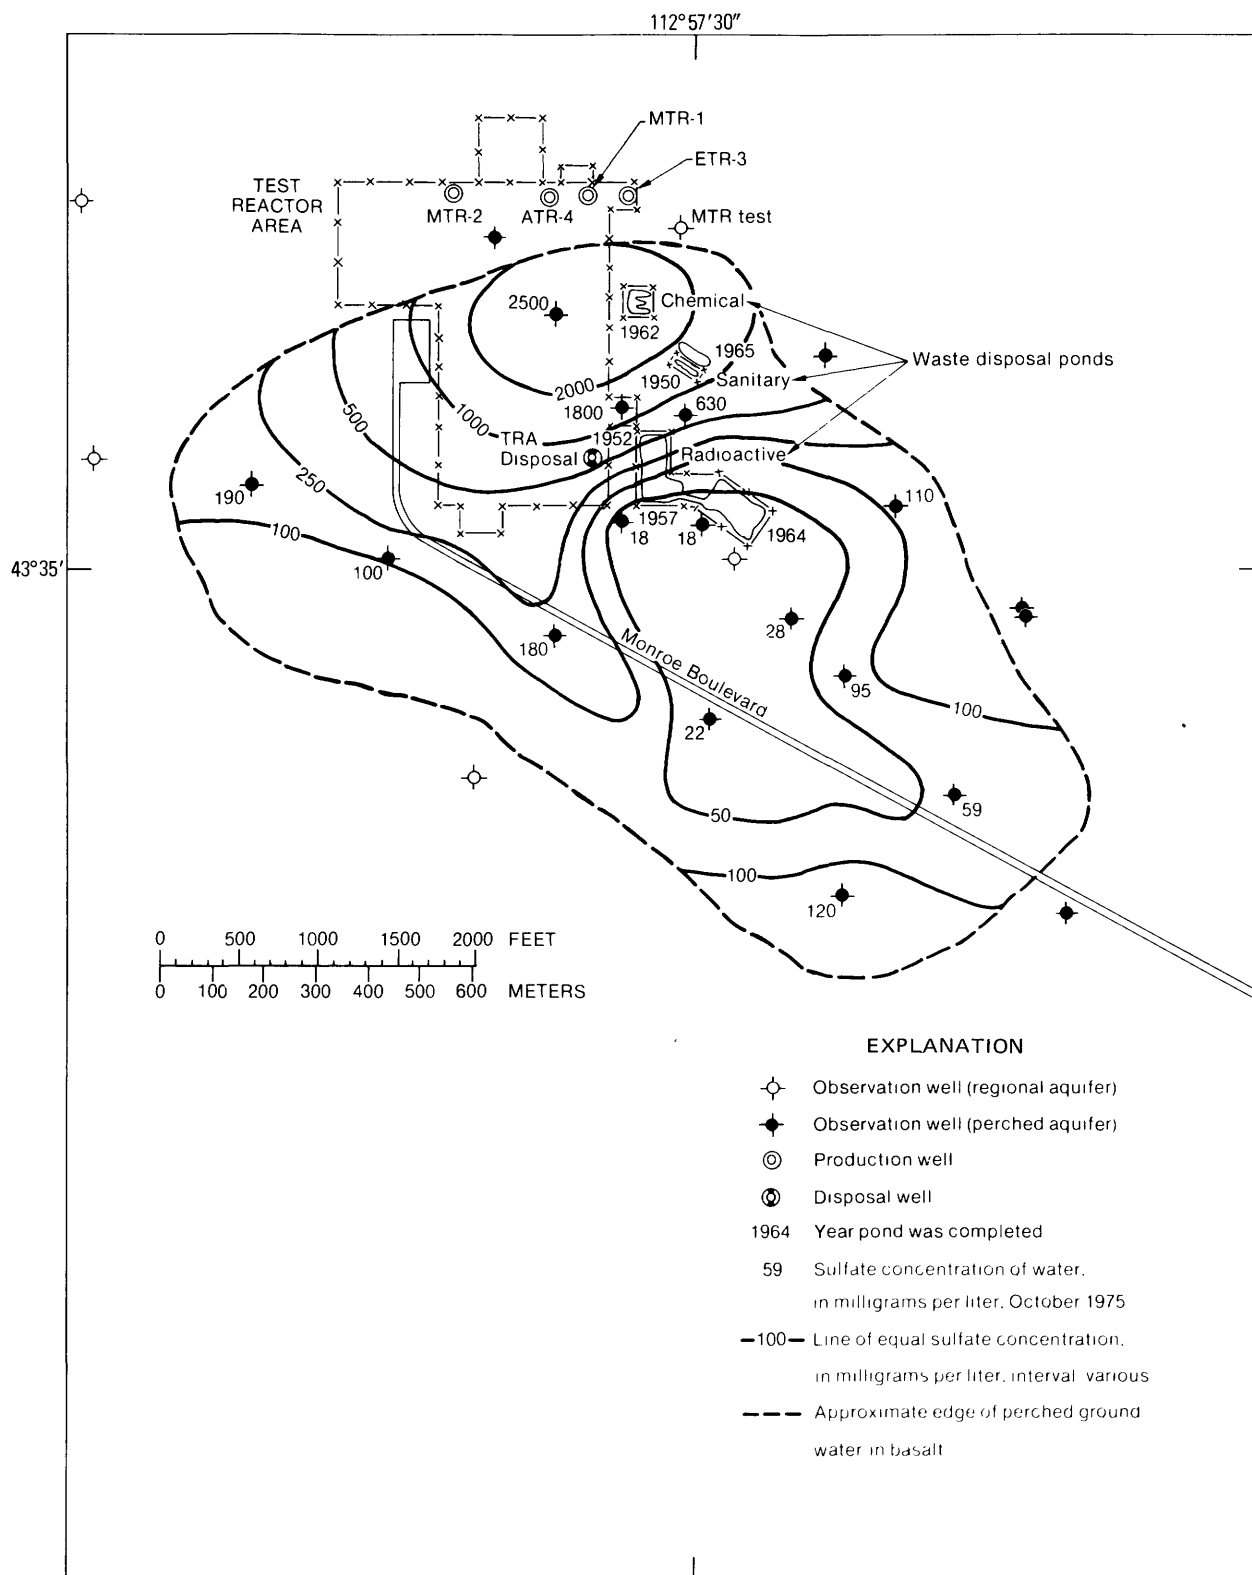 112°57'30"
MTR-1
ETR-3
TEST
REACTOR
AREA
MTR-2
ATR-4
MTR test
2500
Chemical
1962
1965
Waste disposal ponds
1950
Sanitary
2000
1800
630
500
1000
1952
TRA
Disposal
Radioactive
250
190
110
100
1957
18
18
1964
43°35'
100
28
180
Monroe Boulevard
95
100
22
59
50
100
120
0 500 1000 1500 2000 FEET
0 100 200 300 400 500 600 METERS
EXPLANATION
Observation well (regional aquifer)
Observation well (perched aquifer)
Production well
Disposal well
1964 Year pond was completed
59 Sulfate concentration of water,
in milligrams per liter, October 1975
100 Line of equal sulfate concentration,
in milligrams per liter, interval various
Approximate edge of perched ground
water in basalt